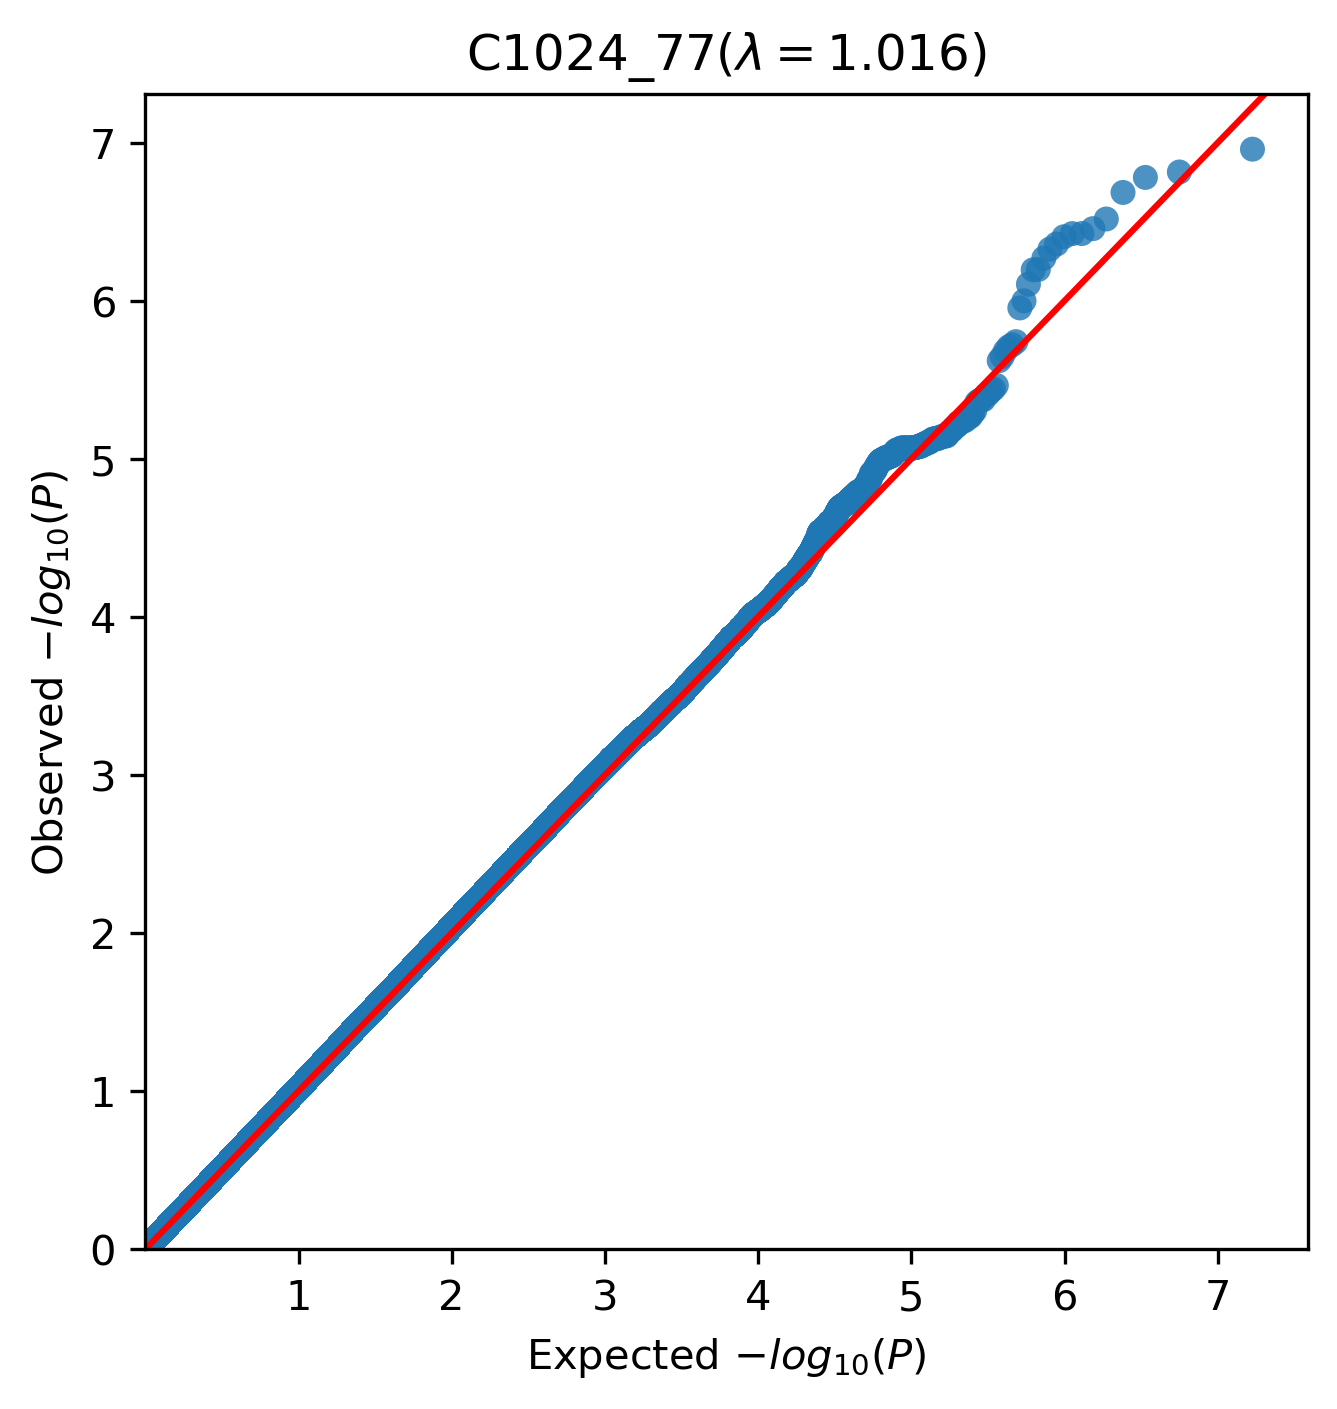 C1024_77(λ = 1.016)
Observed −log₁₀(P)
7
6
5
4
3
2
1
0
1 2 3 4 5 6 7
Expected −log₁₀(P)